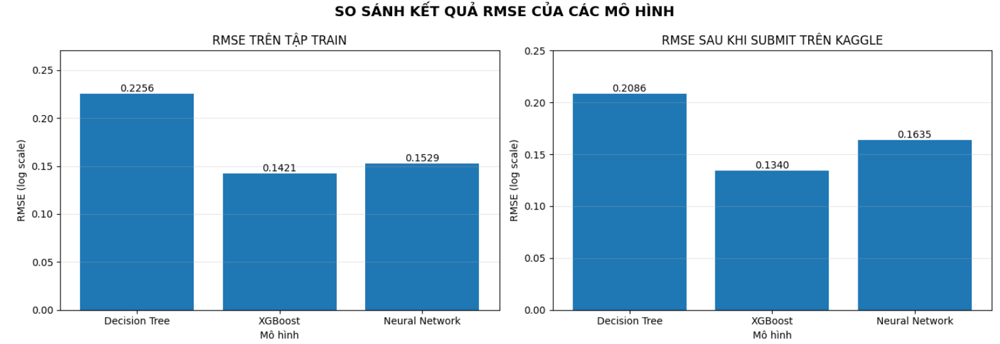 SO SÁNH KẾT QUẢ RMSE CỦA CÁC MÔ HÌNH
RMSE TRÊN TẬP TRAIN
RMSE (log scale)
0.25
0.20
0.15
0.10
0.05
0.00
0.2256
0.1421
0.1529
Decision Tree
XGBoost
Neural Network
Mô hình
RMSE SAU KHI SUBMIT TRÊN KAGGLE
RMSE (log scale)
0.25
0.20
0.15
0.10
0.05
0.00
0.2086
0.1340
0.1635
Decision Tree
XGBoost
Neural Network
Mô hình